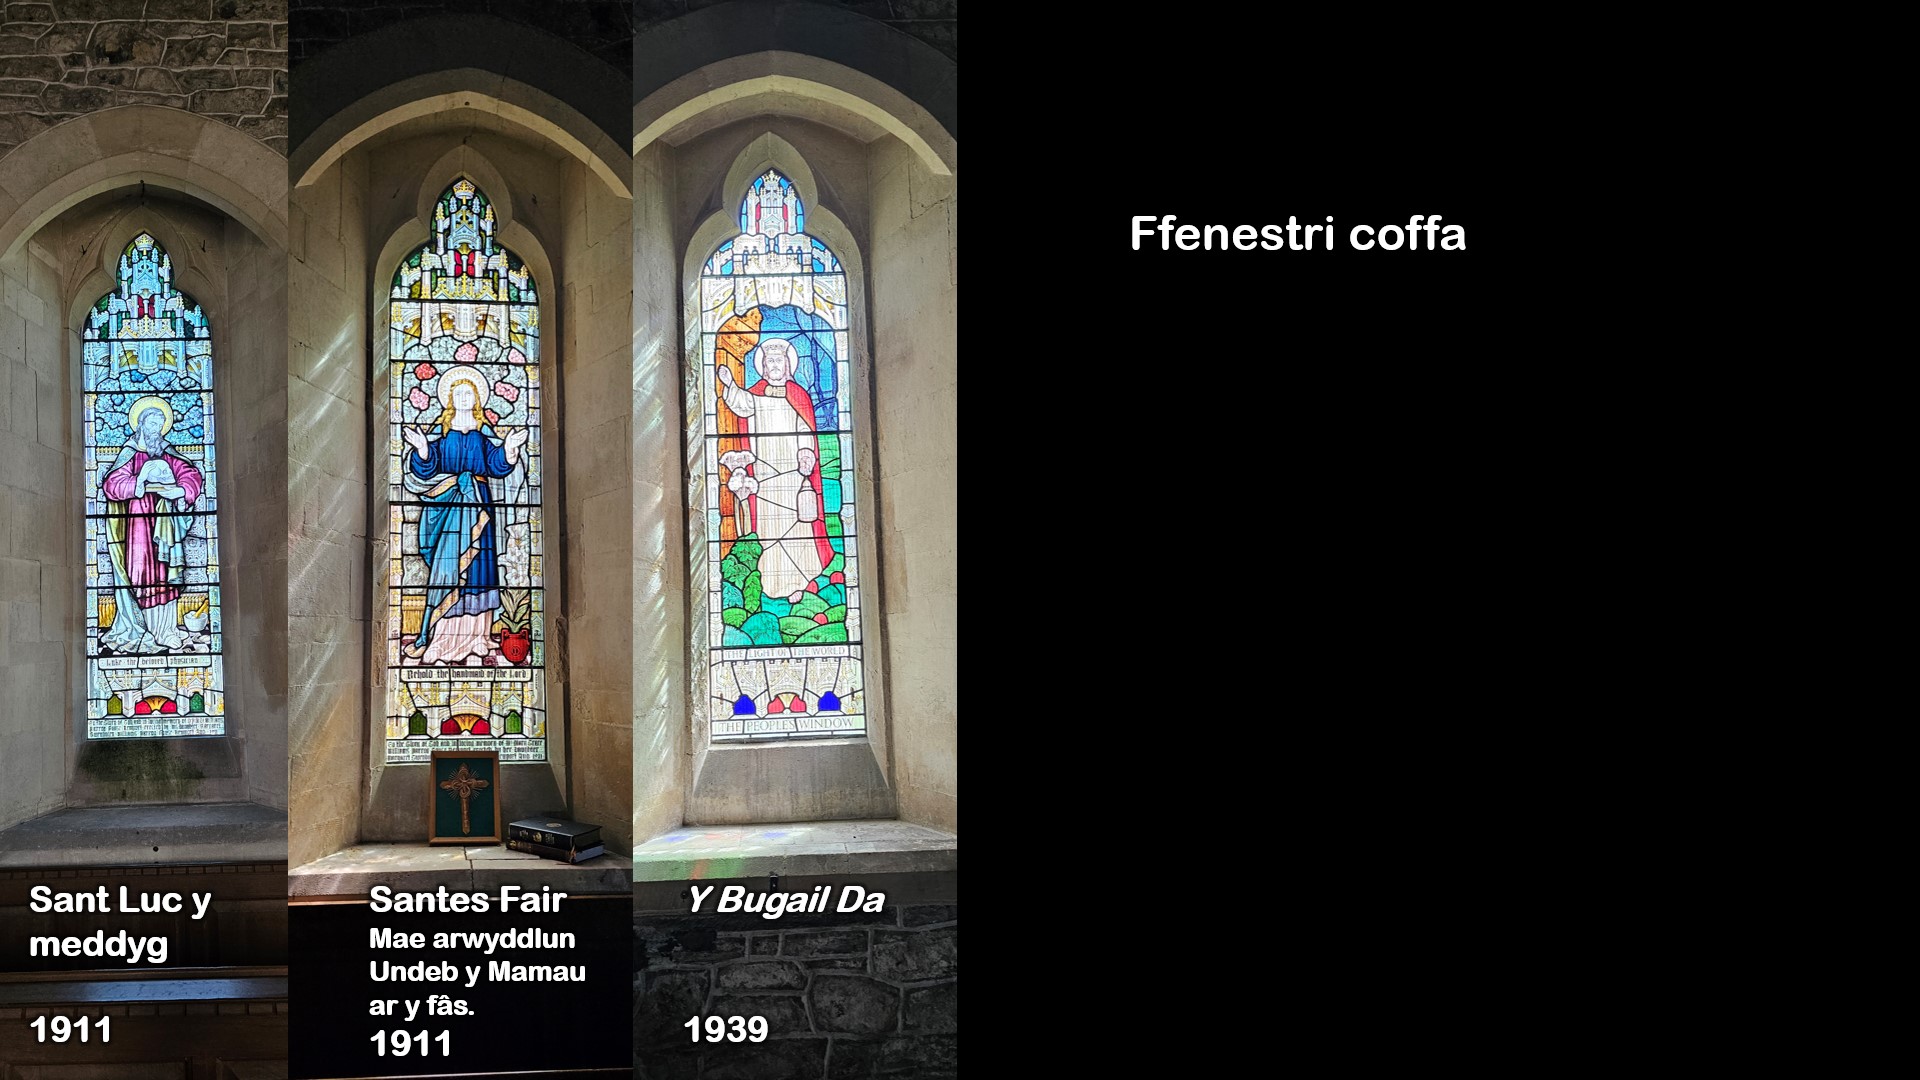 Ffenestri coffa
Luke the beloved physician
Behold the handmaid of the Lord
THE LIGHT OF THE WORLD
THE PEOPLES WINDOW
Sant Luc y
meddyg
1911
Santes Fair
Mae arwyddlun
Undeb y Mamau
ar y fâs.
1911
Y Bugail Da
1939